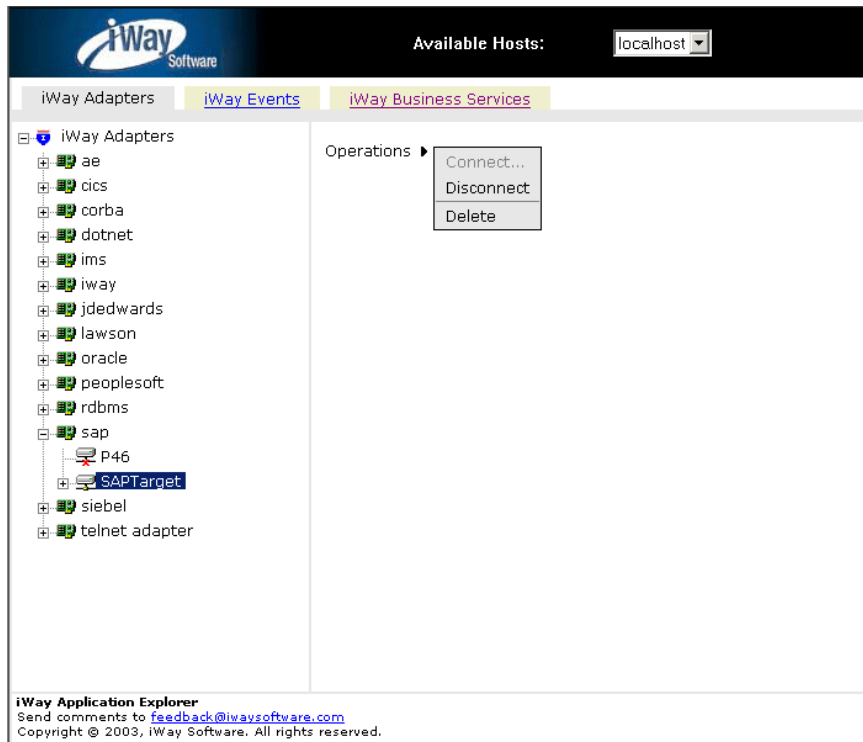 iWay
Software
Available Hosts:
localhost
iWay Adapters
iWay Events
iWay Business Services
iWay Adapters
ae
cics
corba
dotnet
ims
iway
jdedwards
lawson
oracle
peoplesoft
rdbms
sap
P46
SAPTarget
siebel
telnet adapter
Operations
Connect...
Disconnect
Delete
iWay Application Explorer
Send comments to feedback@iwaysoftware.com
Copyright © 2003, iWay Software. All rights reserved.